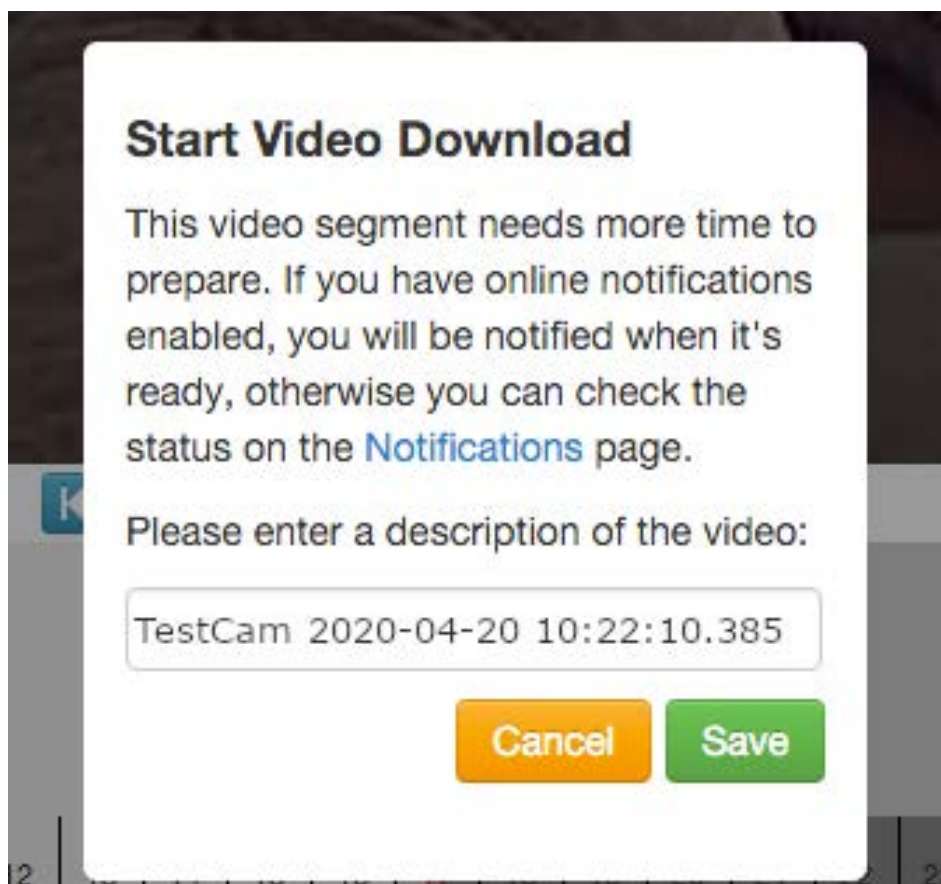 Start Video Download
This video segment needs more time to
prepare. If you have online notifications
enabled, you will be notified when it's
ready, otherwise you can check the
status on the Notifications page.
Please enter a description of the video:
TestCam 2020-04-20 10:22:10.385
Cancel
Save